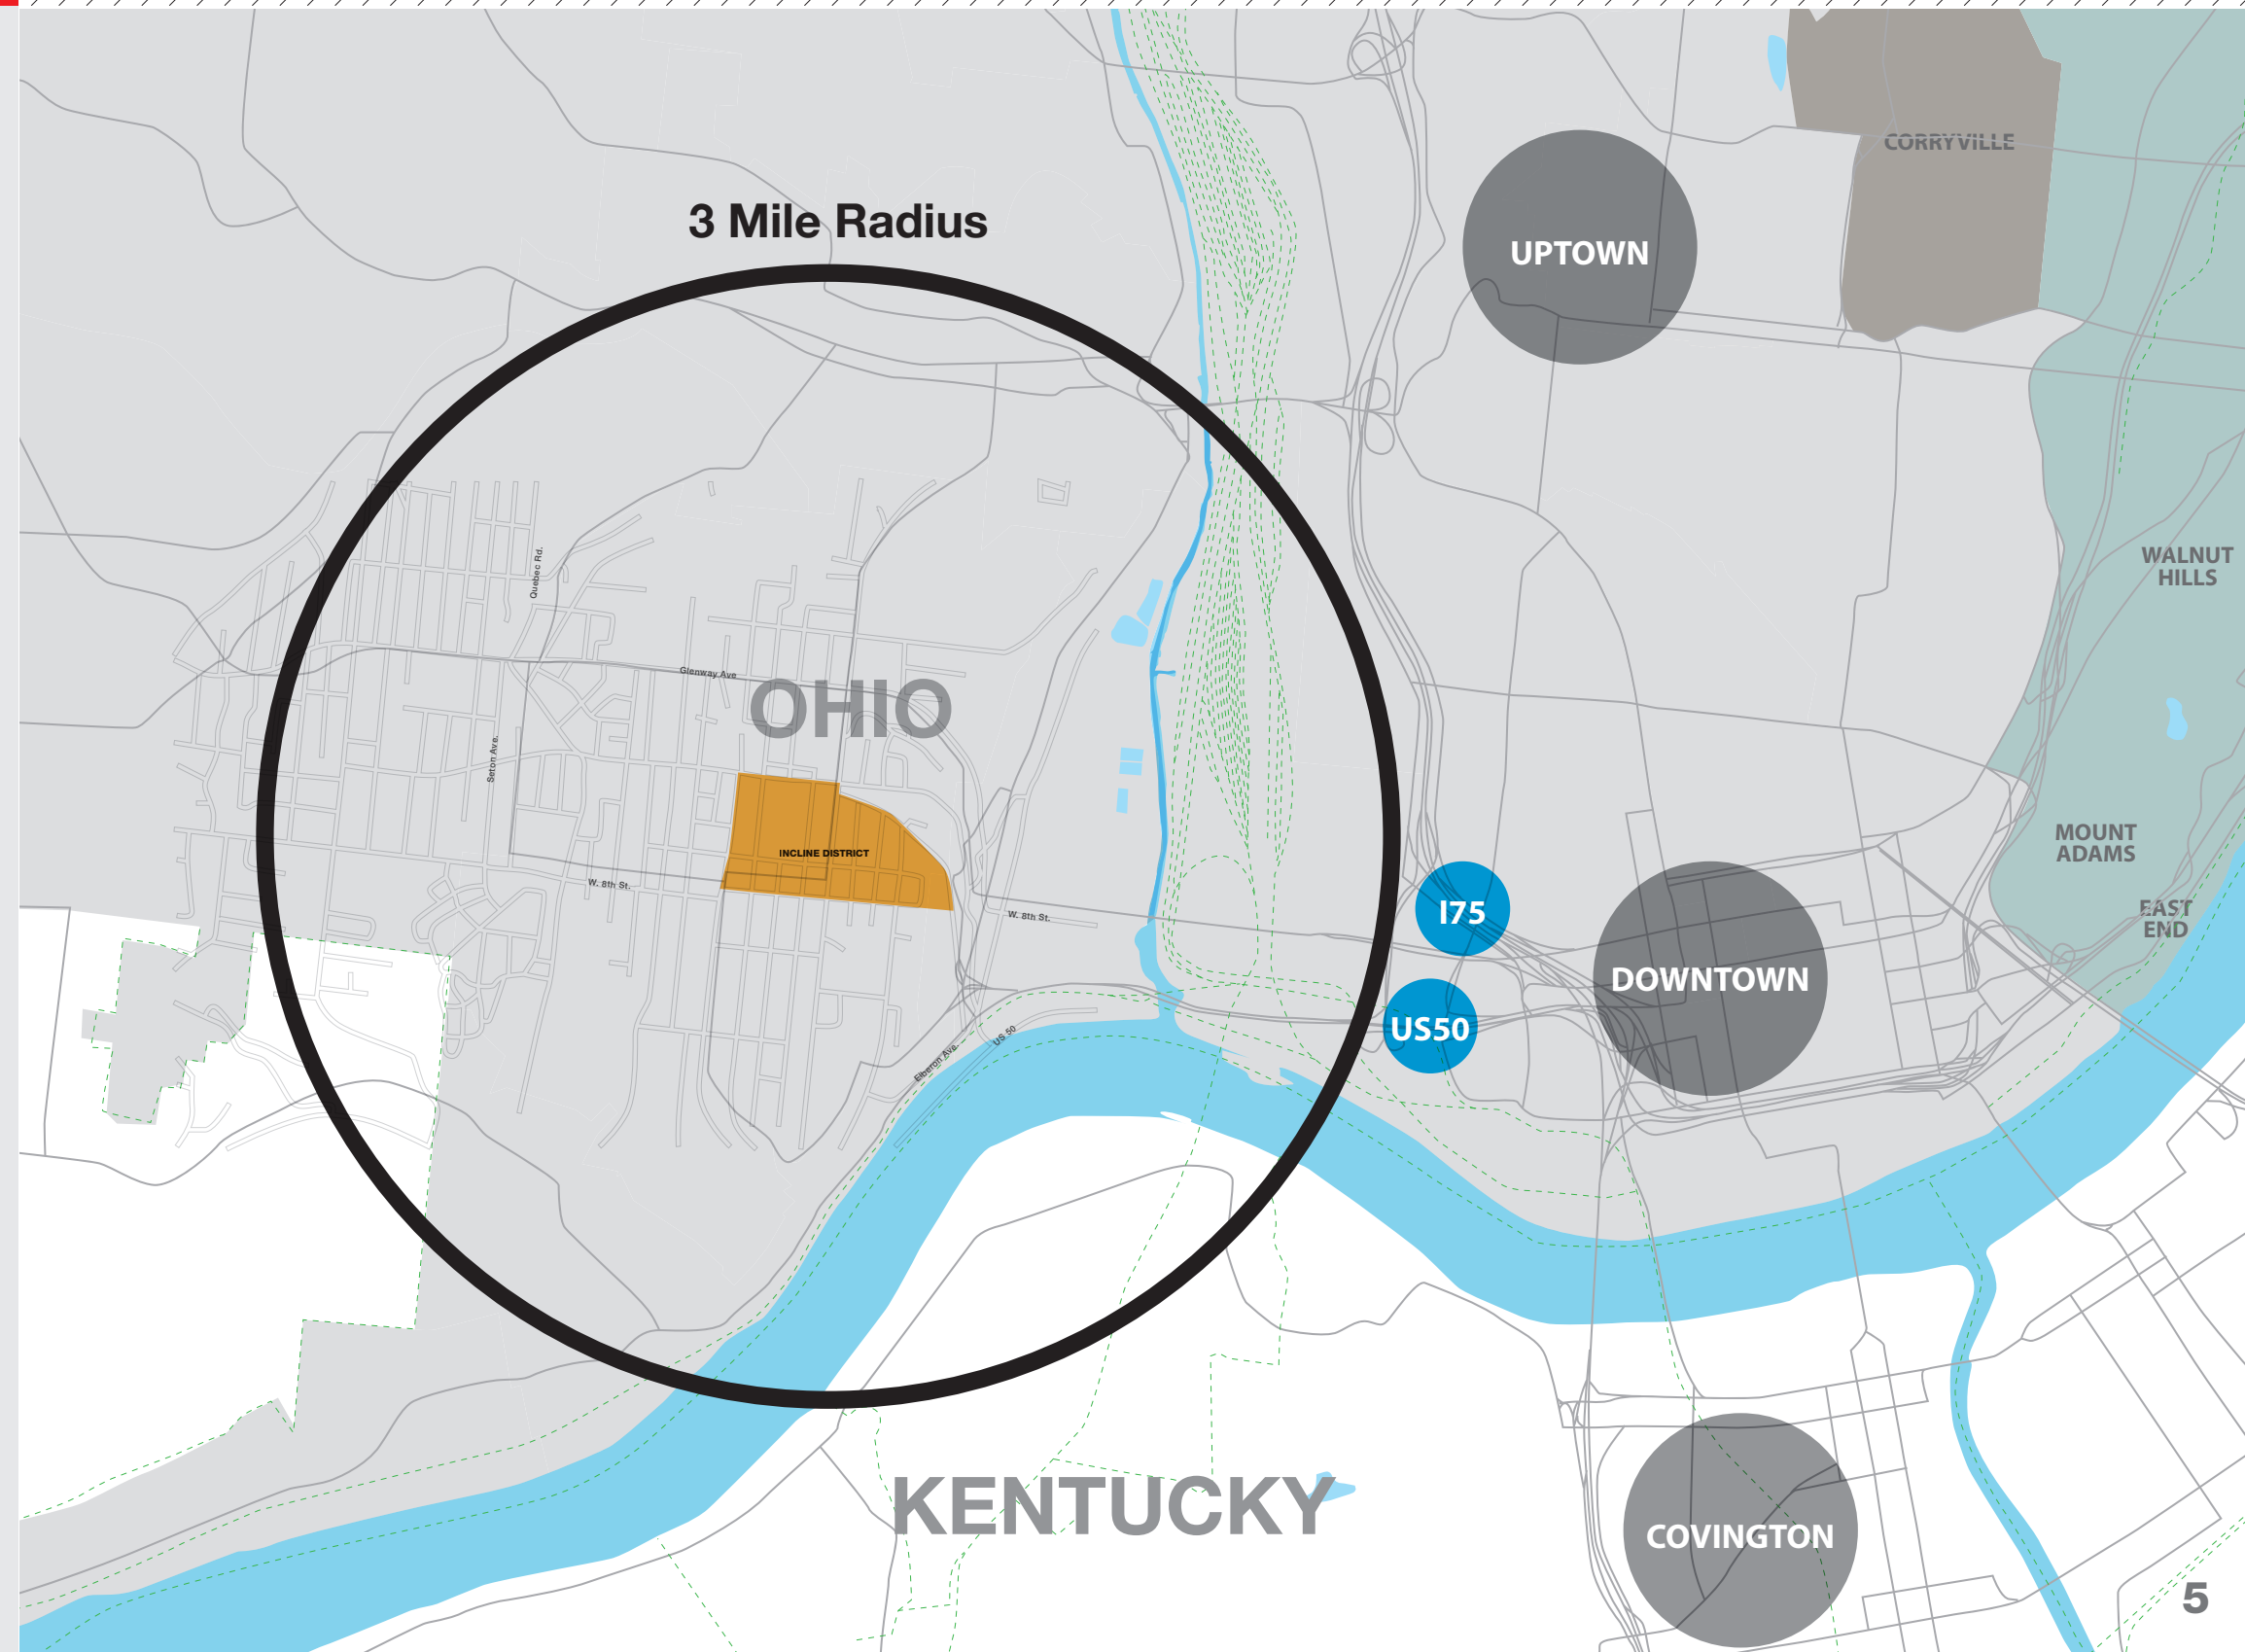 CORRYVILLE
3 Mile Radius
UPTOWN
WALNUT
HILLS
Quebec Rd.
Glenway Ave
OHIO
Seton Ave.
INCLINE DISTRICT
MOUNT
ADAMS
W. 8th St.
W. 8th St.
I75
EAST
END
DOWNTOWN
US50
US 50
Elberon Ave.
KENTUCKY
COVINGTON
5